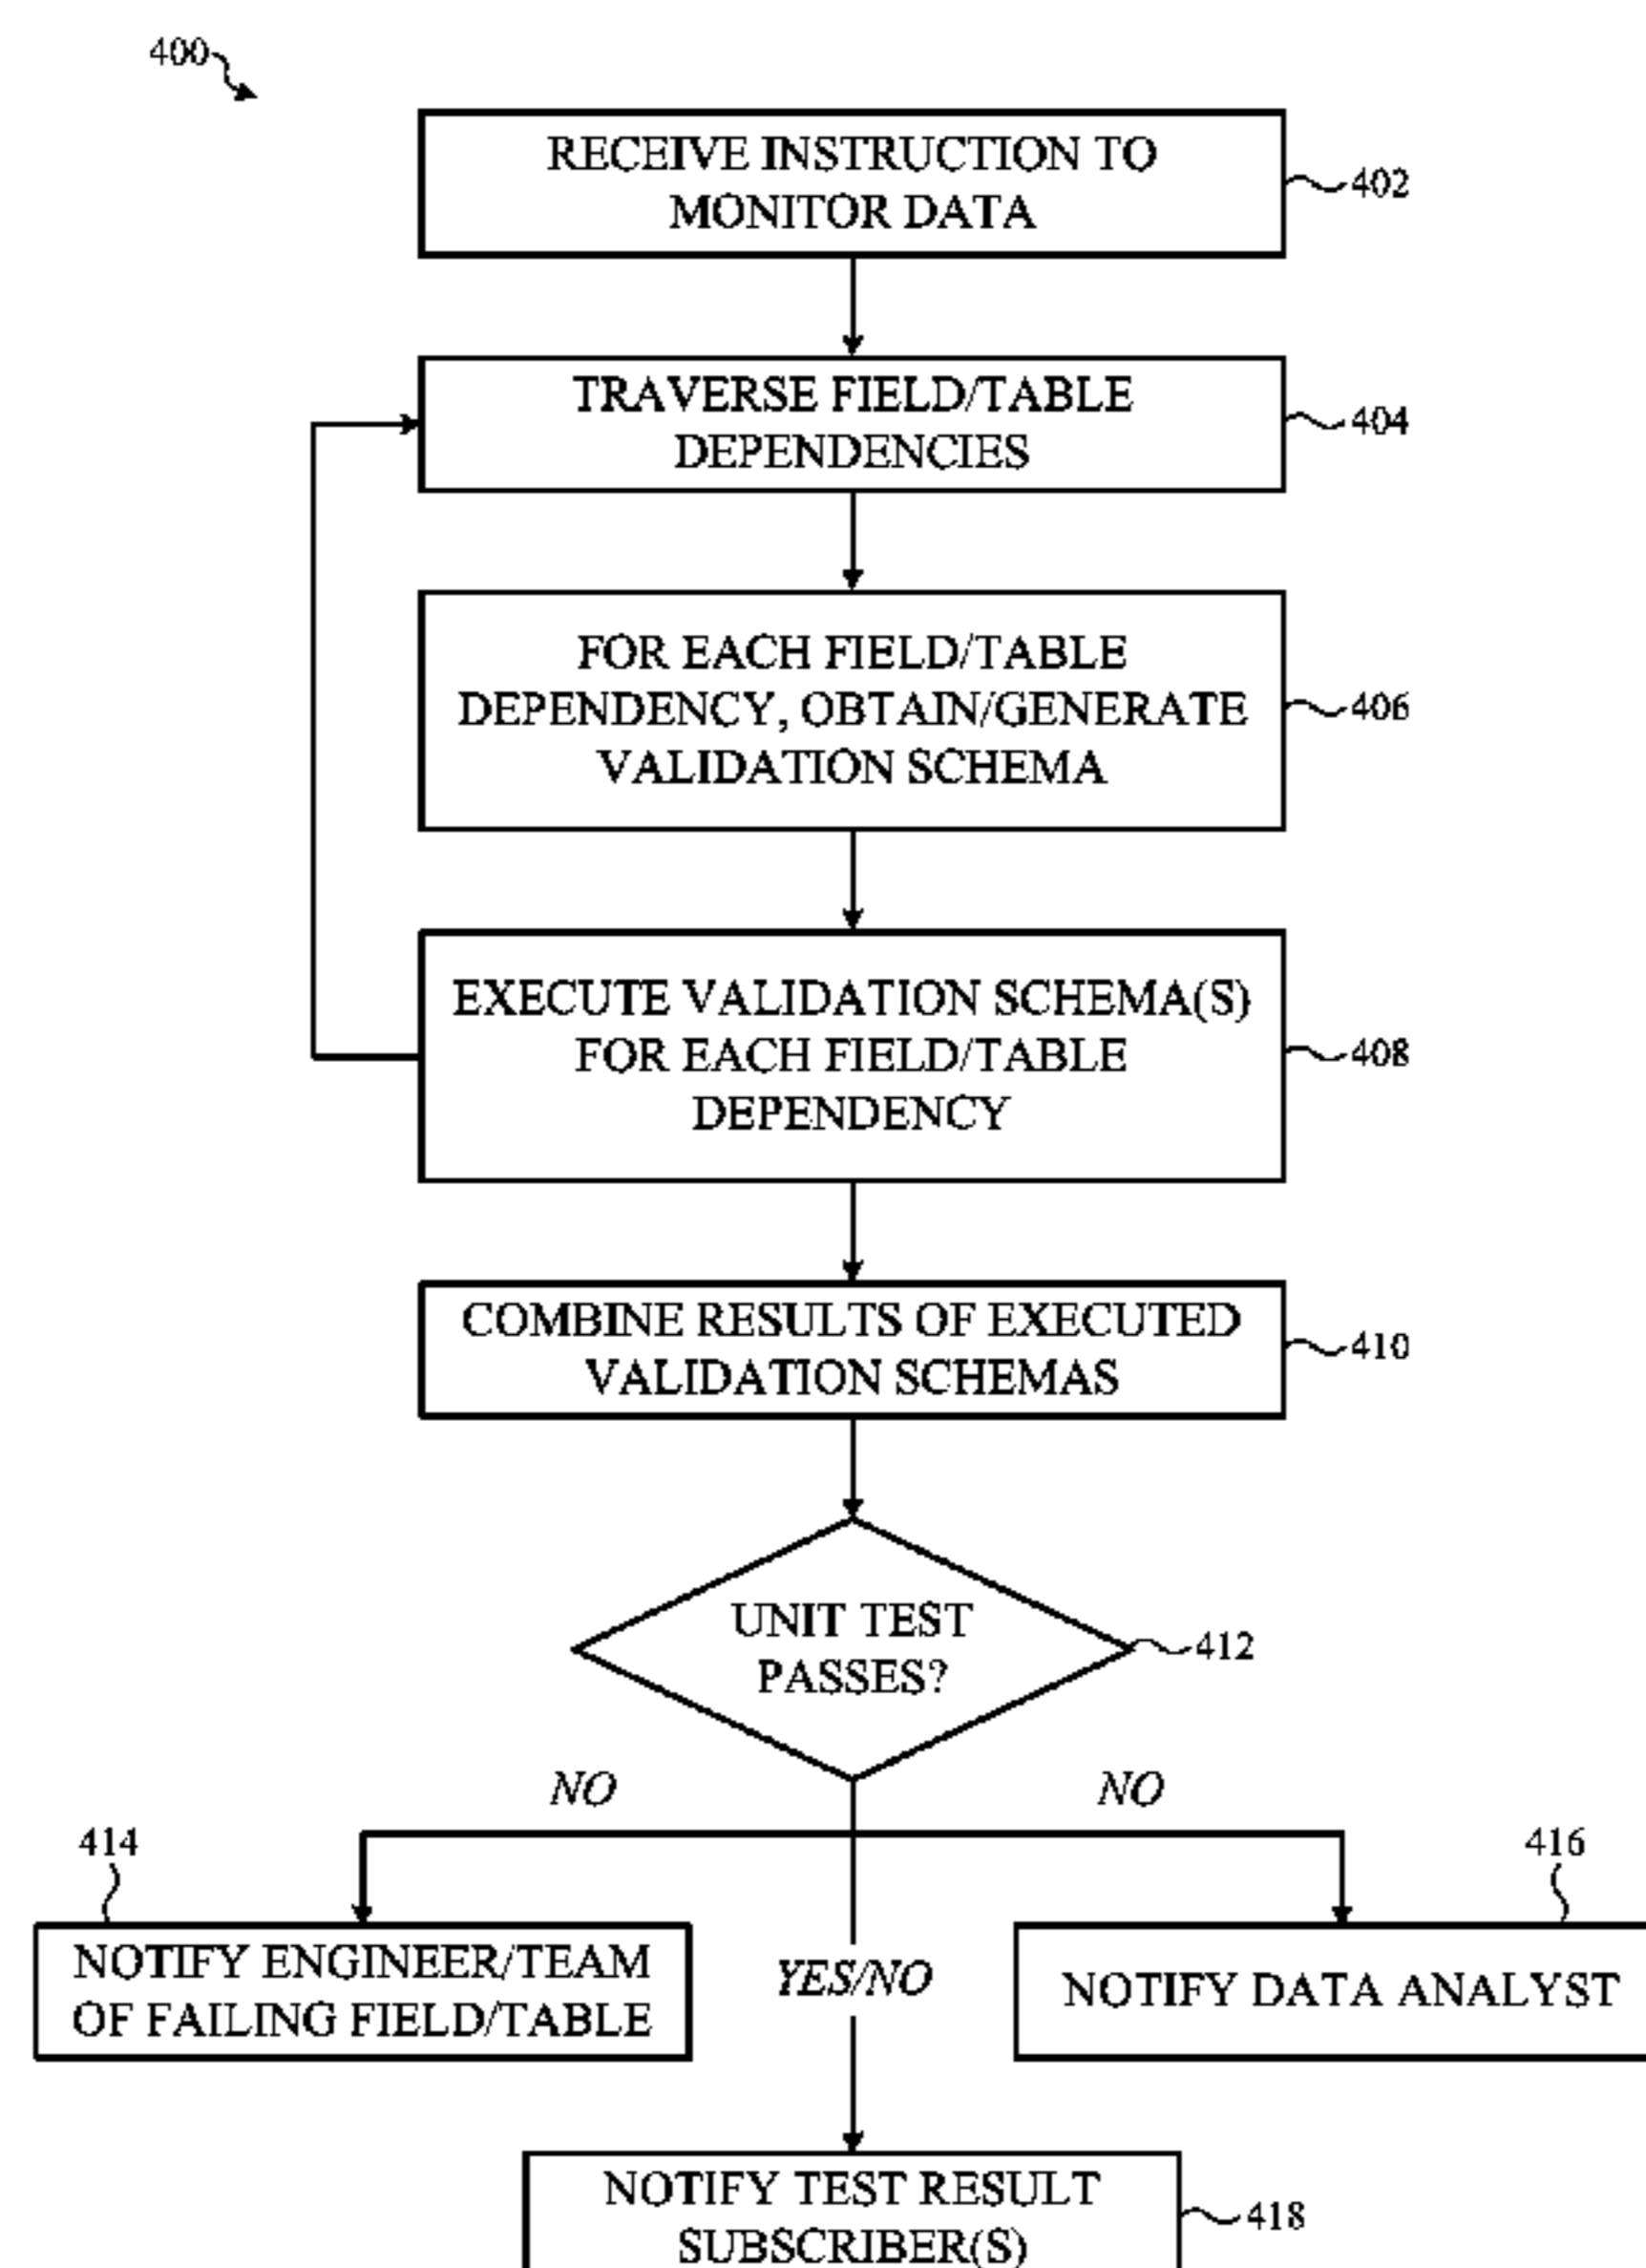 400
RECEIVE INSTRUCTION TO
MONITOR DATA
402
TRAVERSE FIELD/TABLE
DEPENDENCIES
404
FOR EACH FIELD/TABLE
DEPENDENCY, OBTAIN/GENERATE
VALIDATION SCHEMA
406
EXECUTE VALIDATION SCHEMA(S)
FOR EACH FIELD/TABLE
DEPENDENCY
408
COMBINE RESULTS OF EXECUTED
VALIDATION SCHEMAS
410
UNIT TEST
PASSES?
412
NO
NO
414
416
NOTIFY ENGINEER/TEAM
OF FAILING FIELD/TABLE
YES/NO
NOTIFY DATA ANALYST
NOTIFY TEST RESULT
SUBSCRIBER(S)
418